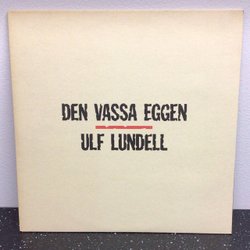 DEN VASSA EGGEN
ULF LUNDELL